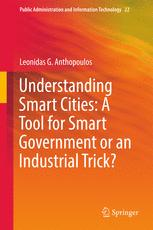 Public Administration and Information Technology 22
Leonidas G. Anthopoulos
Understanding
Smart Cities: A
Tool for Smart
Government or an
Industrial Trick?
Springer